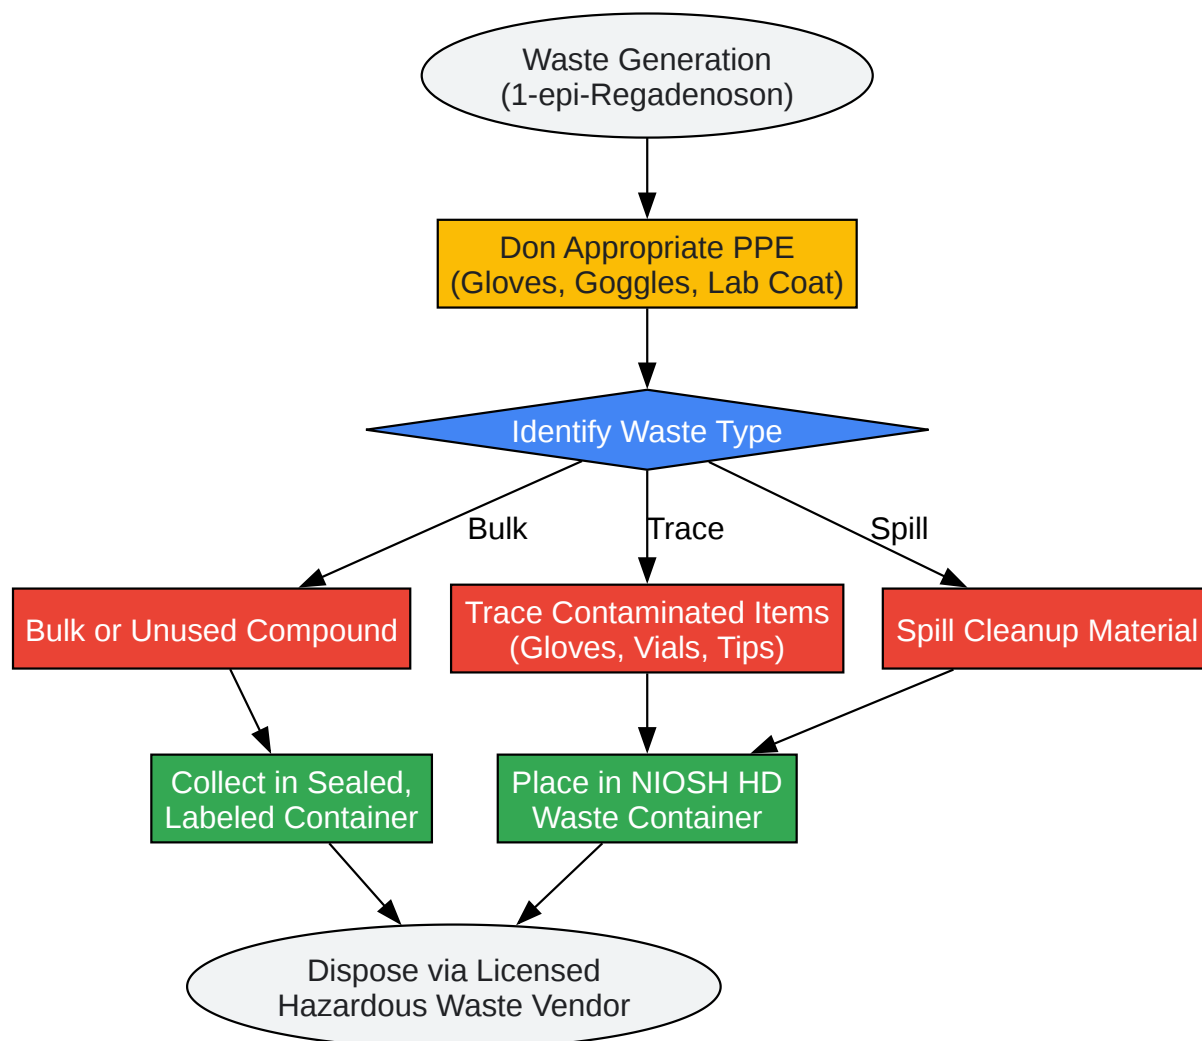 Waste Generation
(1-epi-Regadenoson)
Don Appropriate PPE
(Gloves, Goggles, Lab Coat)
Identify Waste Type
Bulk
Trace
Spill
Bulk or Unused Compound
Trace Contaminated Items
(Gloves, Vials, Tips)
Spill Cleanup Material
Collect in Sealed,
Labeled Container
Place in NIOSH HD
Waste Container
Dispose via Licensed
Hazardous Waste Vendor